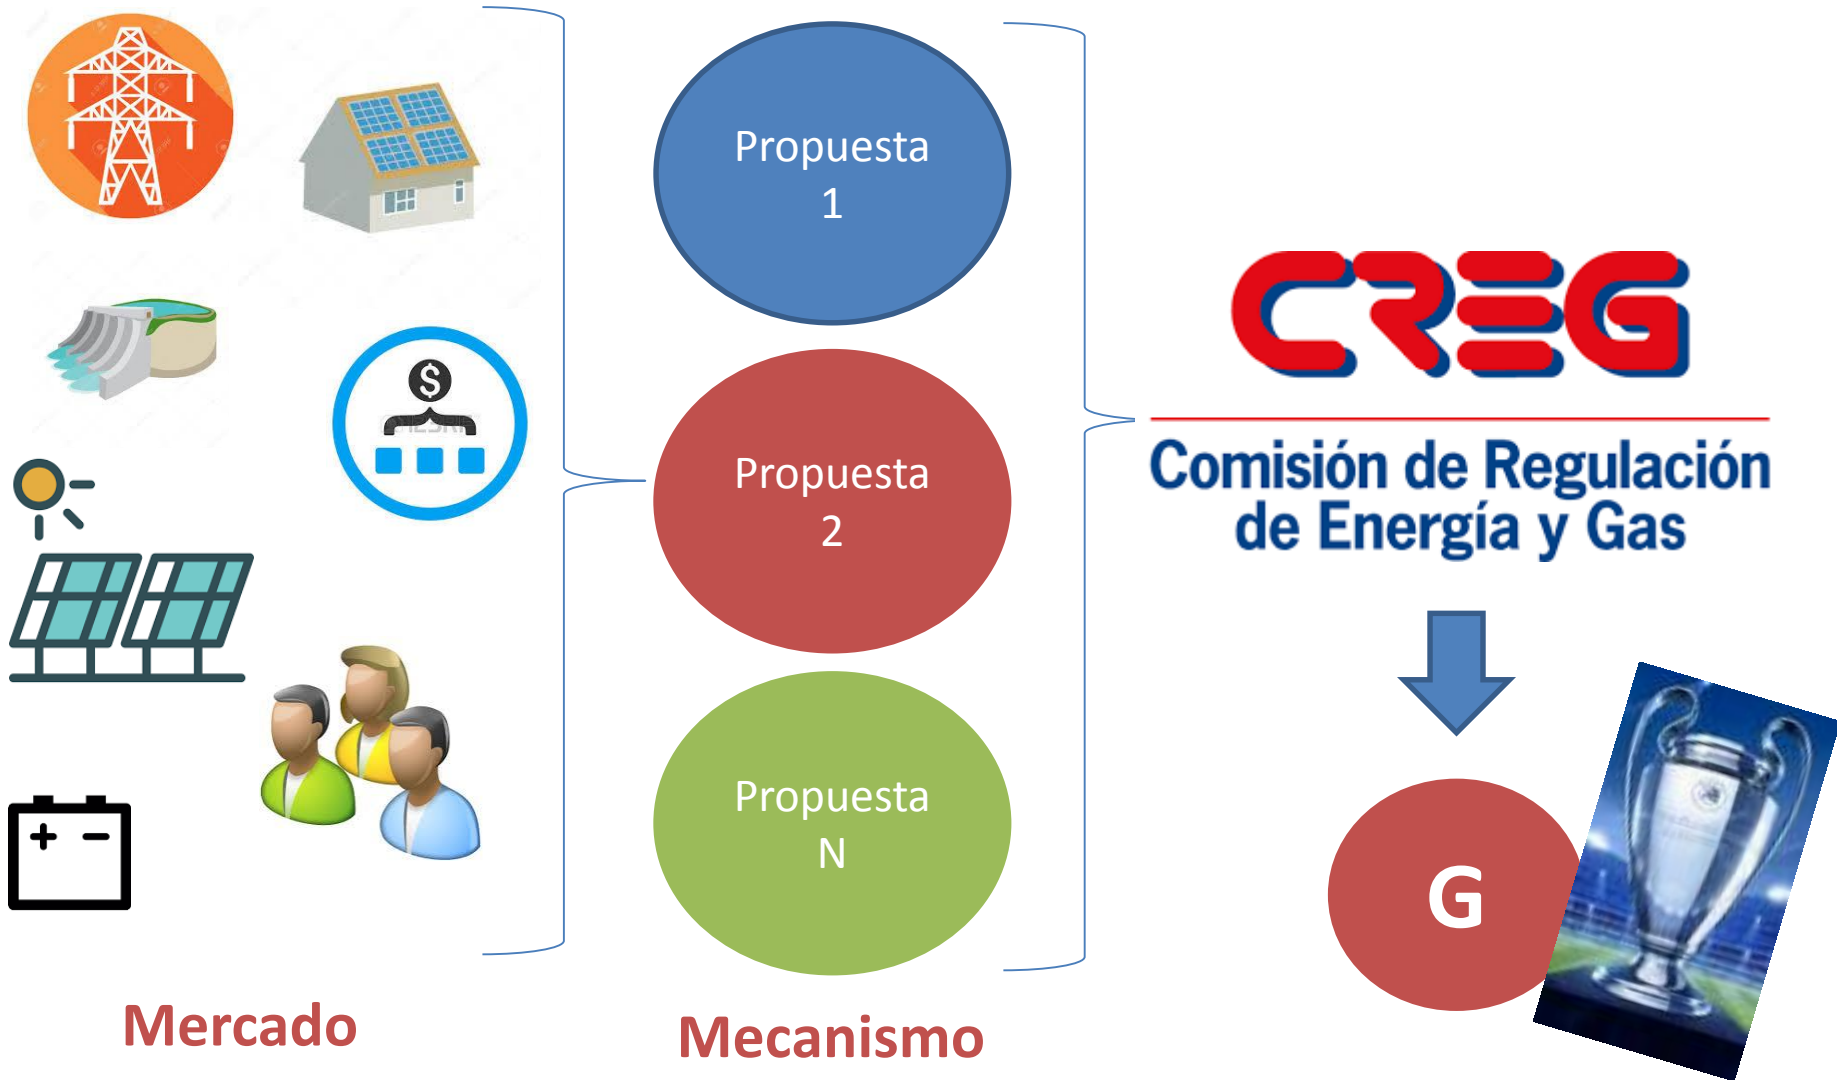 Propuesta
1
Propuesta
2
Propuesta
N
CREG
Comisión de Regulación
de Energía y Gas
$
+ -
G
Mercado
Mecanismo